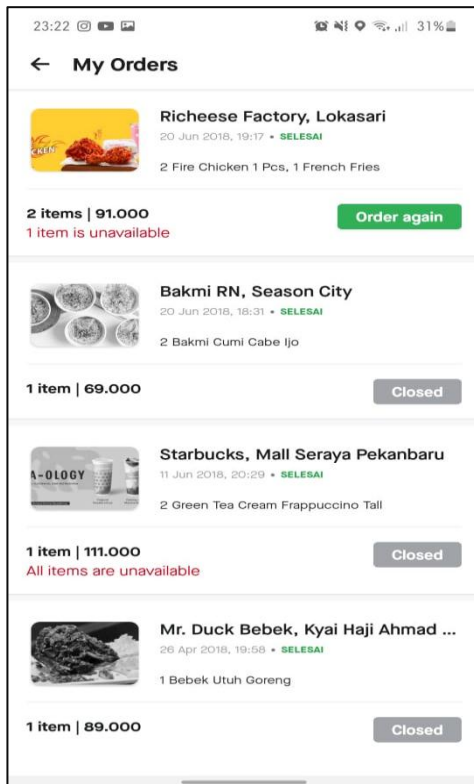 23:22 31%
My Orders
CKEN
Richeese Factory, Lokasari
20 Jun 2018, 19:17 • SELESAI
2 Fire Chicken 1 Pcs, 1 French Fries
2 items | 91.000
1 item is unavailable
Order again
Bakmi RN, Season City
20 Jun 2018, 18:31 • SELESAI
2 Bakmi Cumi Cabe Ijo
1 item | 69.000
Closed
A-OLOGY
Starbucks, Mall Seraya Pekanbaru
11 Jun 2018, 20:29 • SELESAI
2 Green Tea Cream Frappuccino Tall
1 item | 111.000
All items are unavailable
Closed
Mr. Duck Bebek, Kyai Haji Ahmad ...
26 Apr 2018, 19:58 • SELESAI
1 Bebek Utuh Goreng
1 item | 89.000
Closed